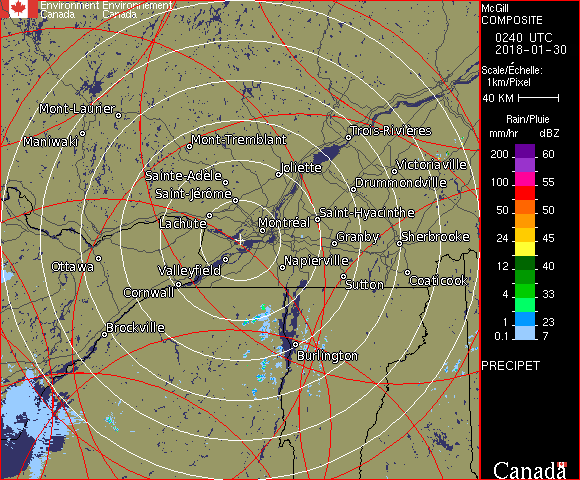 Environment Environnement
Canada Canada
McGill
COMPOSITE
0240 UTC
2018-01-30
Scale/Échelle:
1km/Pixel
40 KM
Rain/Pluie
mm/hr dBZ
200 60
150 57
100 55
50 50
24 45
12 40
4 33
1 23
0.1 7
PRECIPET
Canada
Mont-Laurier
Maniwaki
Mont-Tremblant
Trois-Rivières
Joliette
Victoriaville
Sainte-Adèle
Drummondville
Saint-Jérôme
Saint-Hyacinthe
Lachute
Montréal
Granby
Sherbrooke
Ottawa
Valleyfield
Napierville
Cornwall
Sutton
Coaticook
Brockville
Burlington